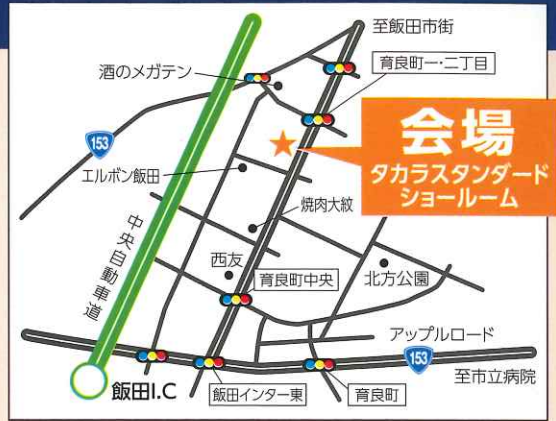 至飯田市街
酒のメガテン
育良町一・二丁目
会場
タカラスタンダード
ショールーム
153
エルボン飯田
焼肉大紋
中央自動車道
西友
育良町中央
北方公園
アップルロード
153
飯田I.C
飯田インター東
育良町
至市立病院